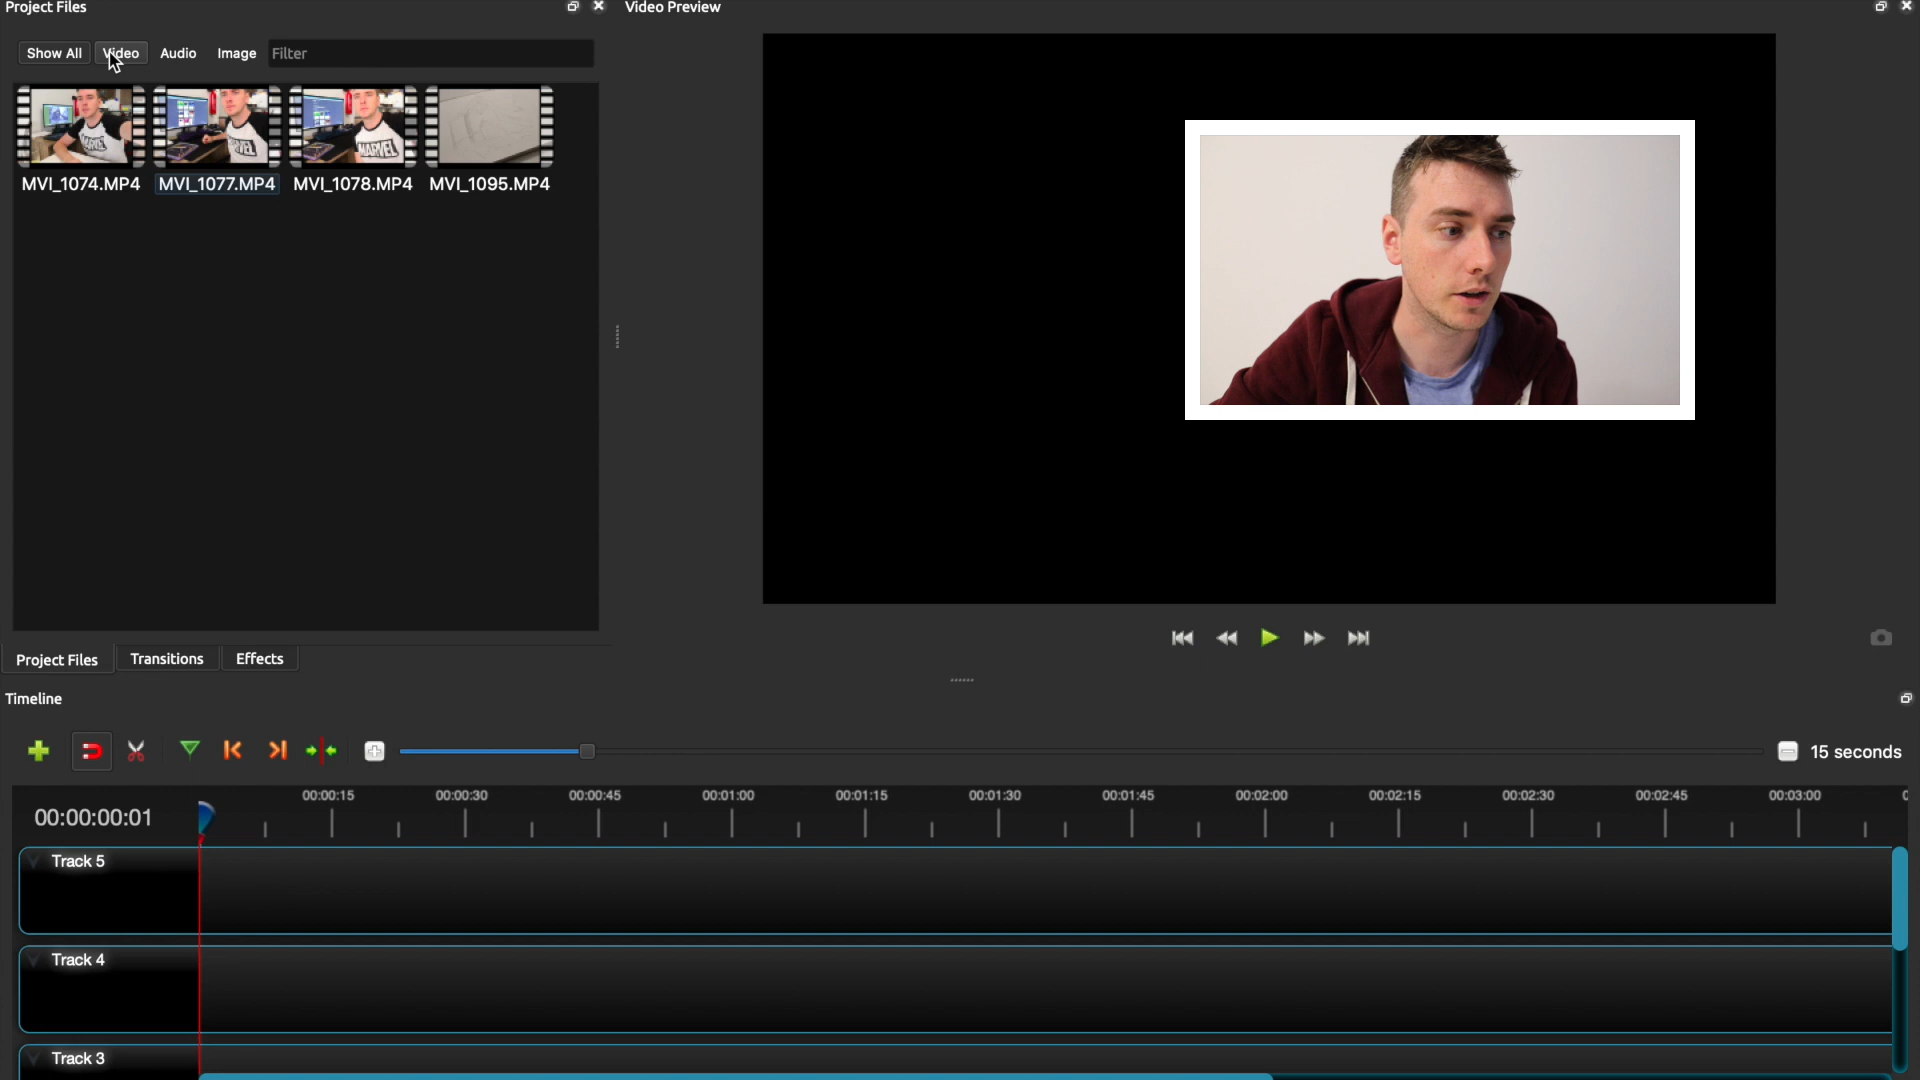 Project Files
Video Preview
Show All Video Audio Image Filter
MARVEL
MARVEL
MARVEL
MVI_1074.MP4 MVI_1077.MP4 MVI_1078.MP4 MVI_1095.MP4
Project Files Transitions Effects
Timeline
15 seconds
00:00:00:01
00:00:15 00:00:30 00:00:45 00:01:00 00:01:15 00:01:30 00:01:45 00:02:00 00:02:15 00:02:30 00:02:45 00:03:00
Track 5
Track 4
Track 3